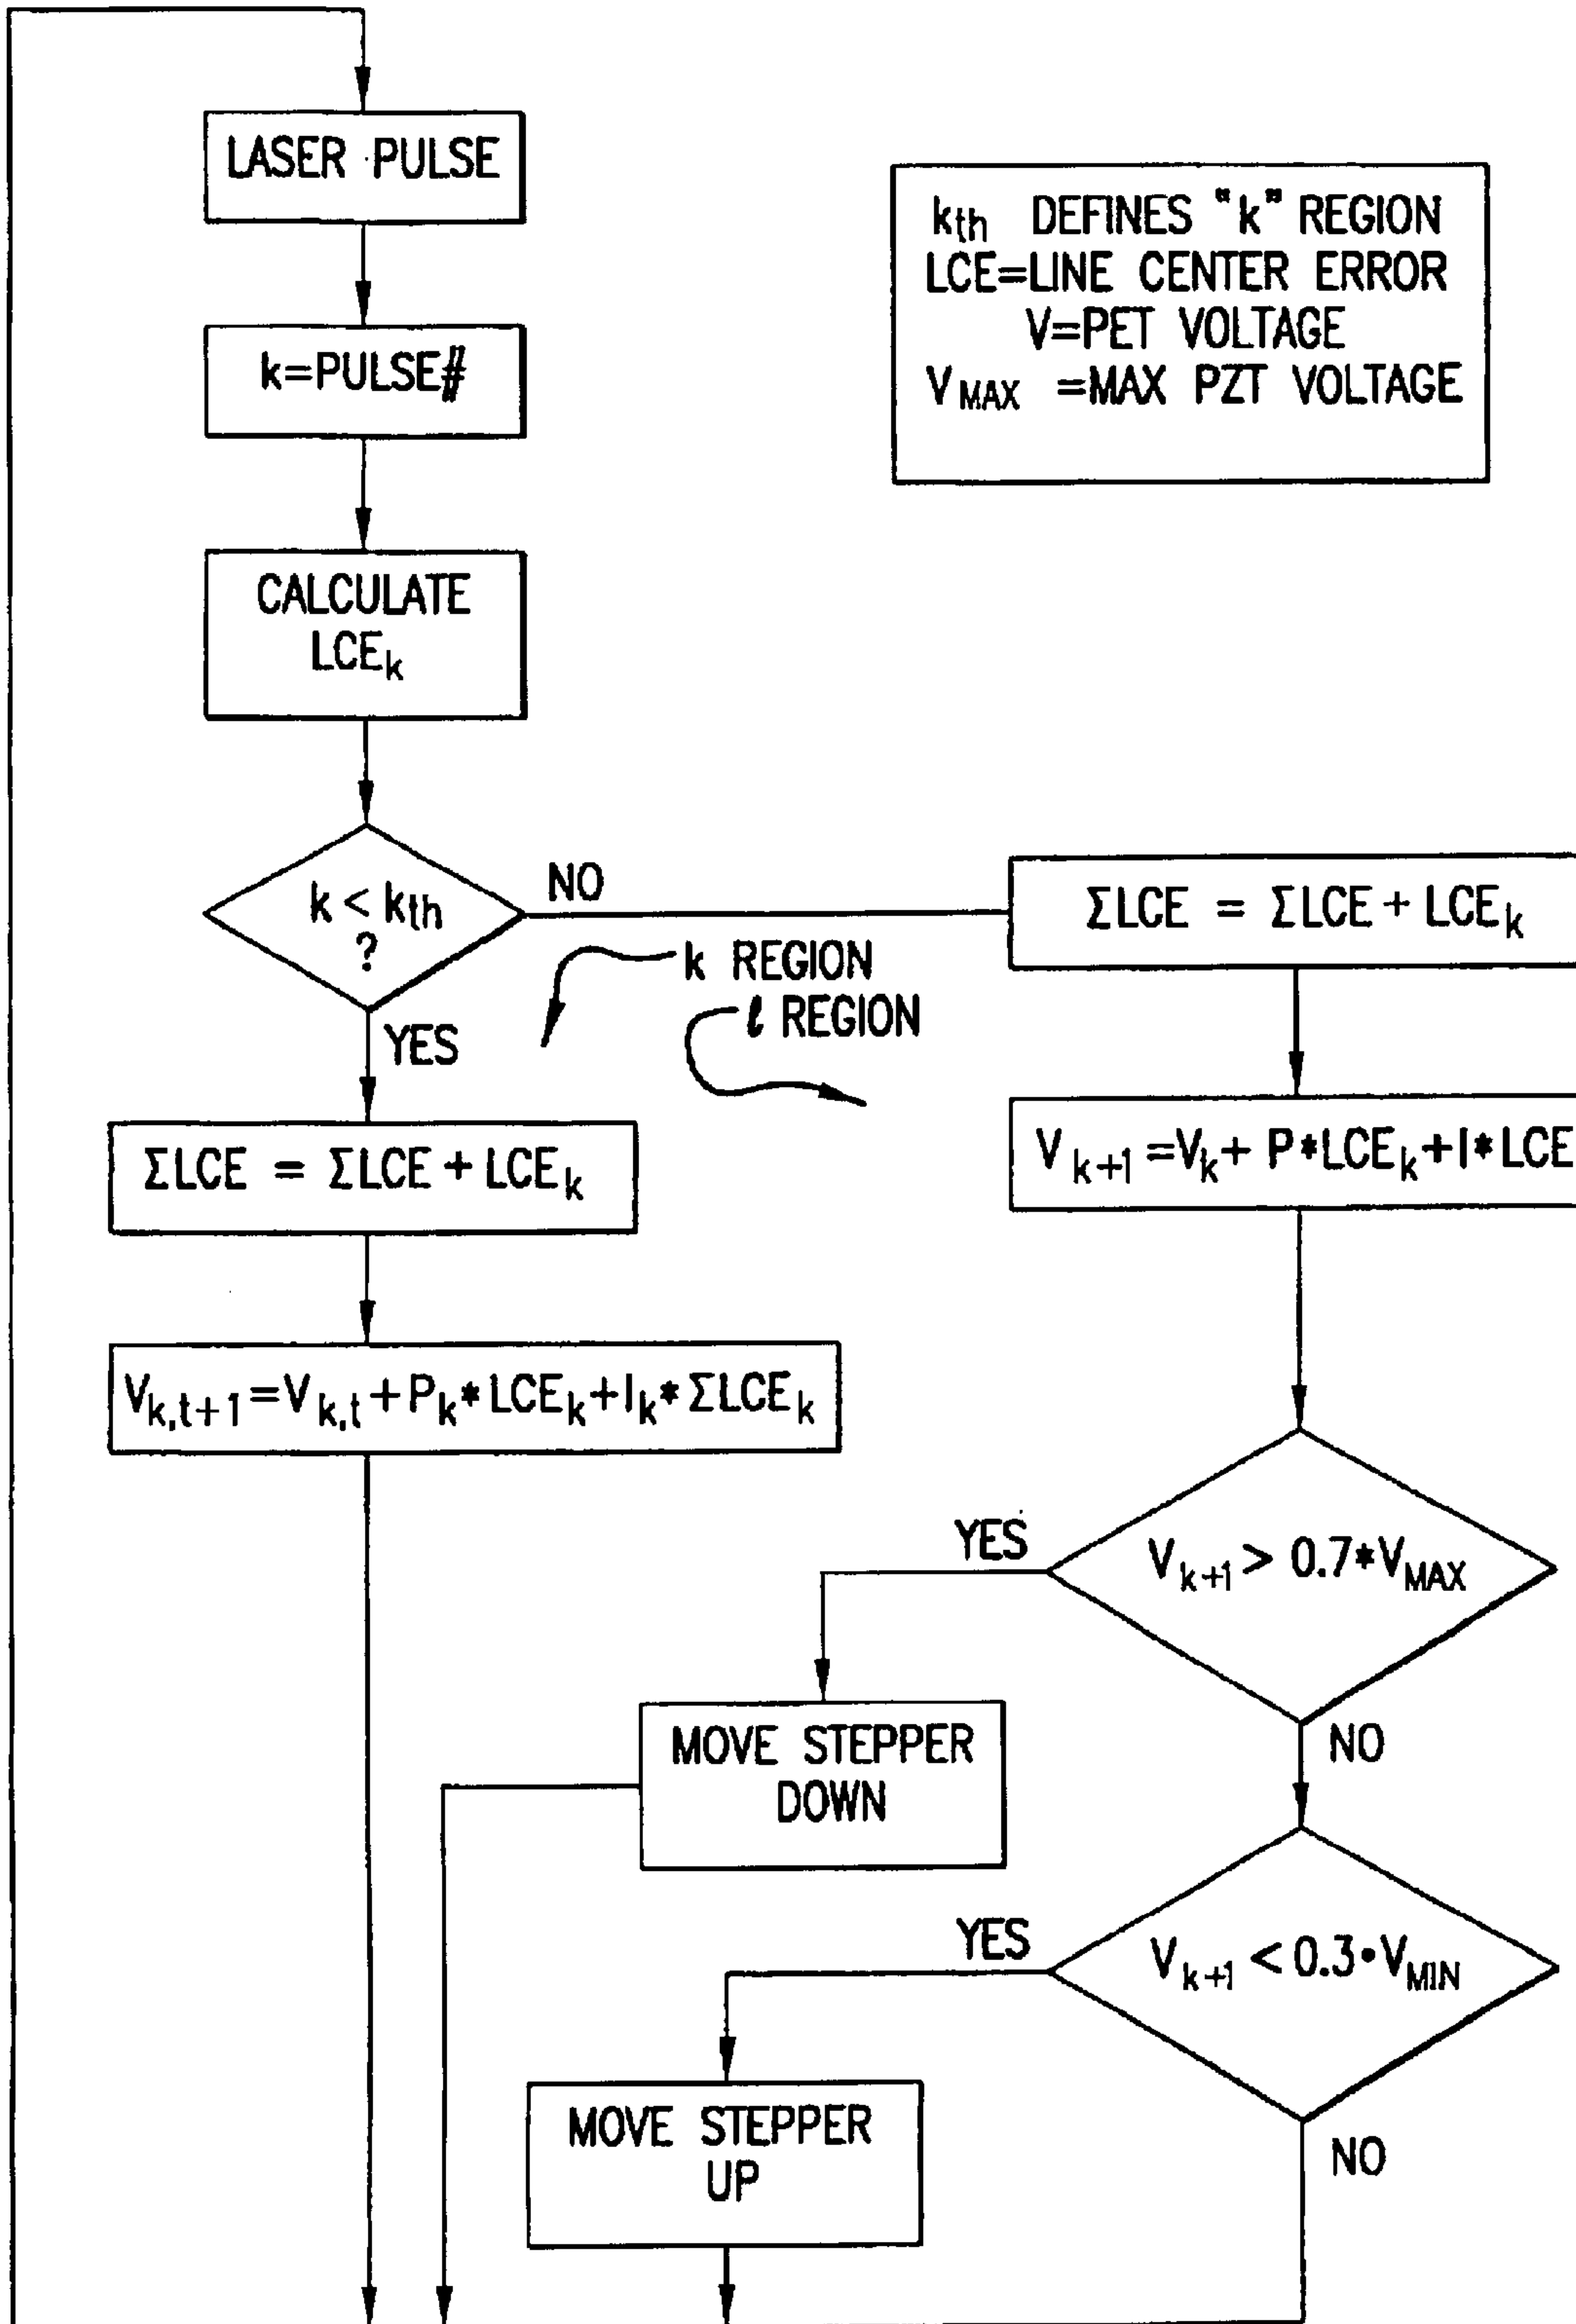 LASER PULSE
k=PULSE#
CALCULATE
LCEk
kth DEFINES "k" REGION
LCE=LINE CENTER ERROR
V=PET VOLTAGE
VMAX =MAX PZT VOLTAGE
k < kth
?
NO
YES
k REGION
ℓ REGION
ΣLCE = ΣLCE + LCEk
Vk,t+1=Vk,t+Pk*LCEk+Ik*ΣLCEk
ΣLCE = ΣLCE + LCEk
Vk+1=Vk+ P*LCEk+I*LCE
Vk+1 > 0.7*VMAX
YES
NO
MOVE STEPPER
DOWN
Vk+1 < 0.3•VMIN
YES
NO
MOVE STEPPER
UP